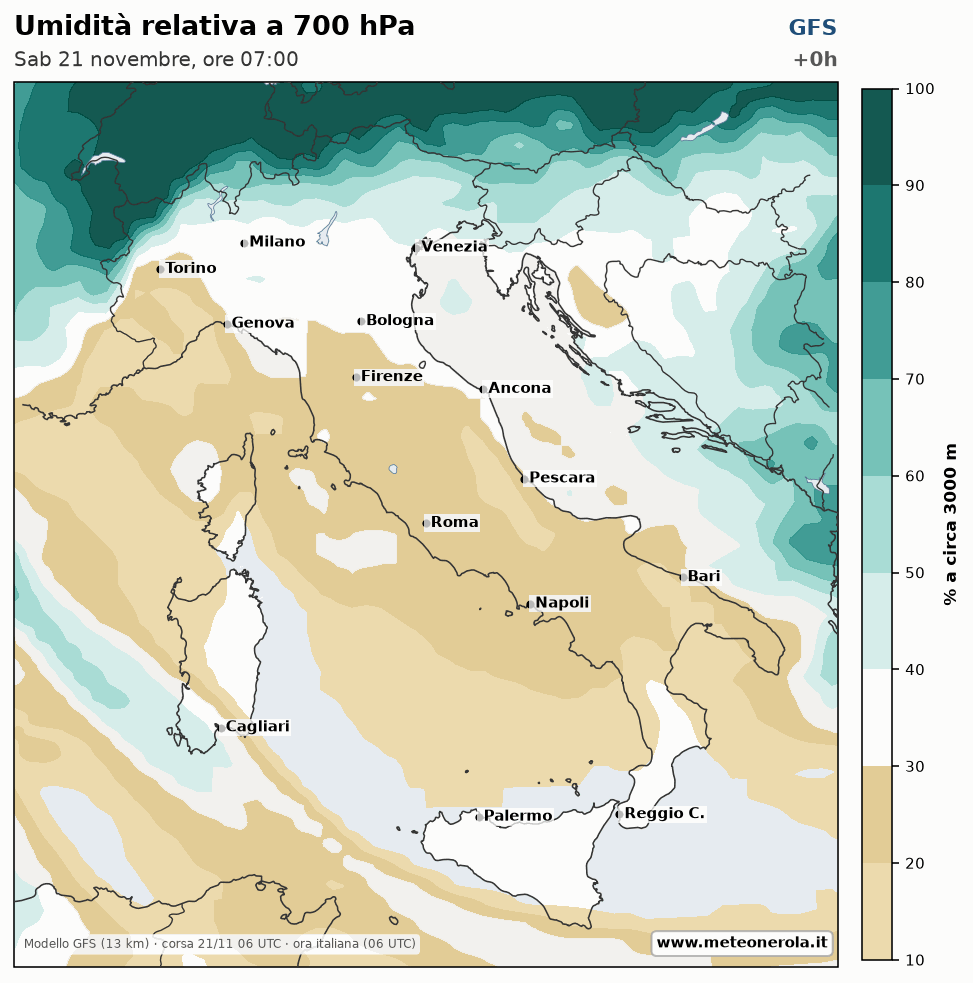 Umidità relativa a 700 hPa
GFS
Sab 21 novembre, ore 07:00
+0h
100
90
80
70
60
50
40
30
20
10
% a circa 3000 m
Milano
Venezia
Torino
Genova
Bologna
Firenze
Ancona
Pescara
Roma
Bari
Napoli
Cagliari
Palermo
Reggio C.
Modello GFS (13 km) · corsa 21/11 06 UTC · ora italiana (06 UTC)
www.meteonerola.it